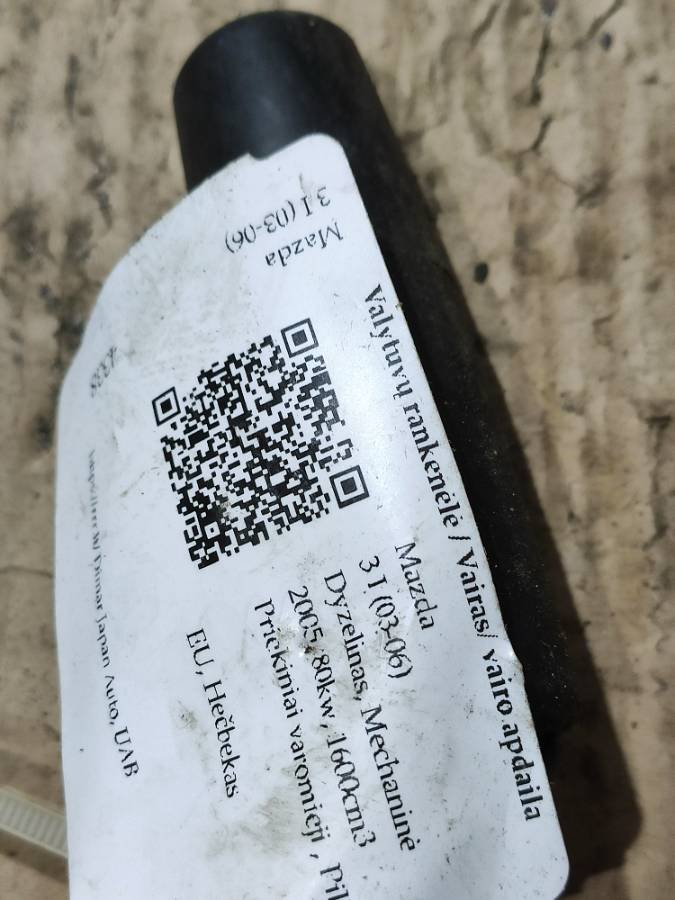 Valytuvų rankenėlė / Vairas/ vairo apdaila
Mazda
3 I (03-06)
Dyzelinas, Mechaninė
2005, 80kw, 1600cm3
Priekiniai varomieji , Pil
EU, Hečbekas
Japan Auto, UAB
Mazda
3 I (03-06)